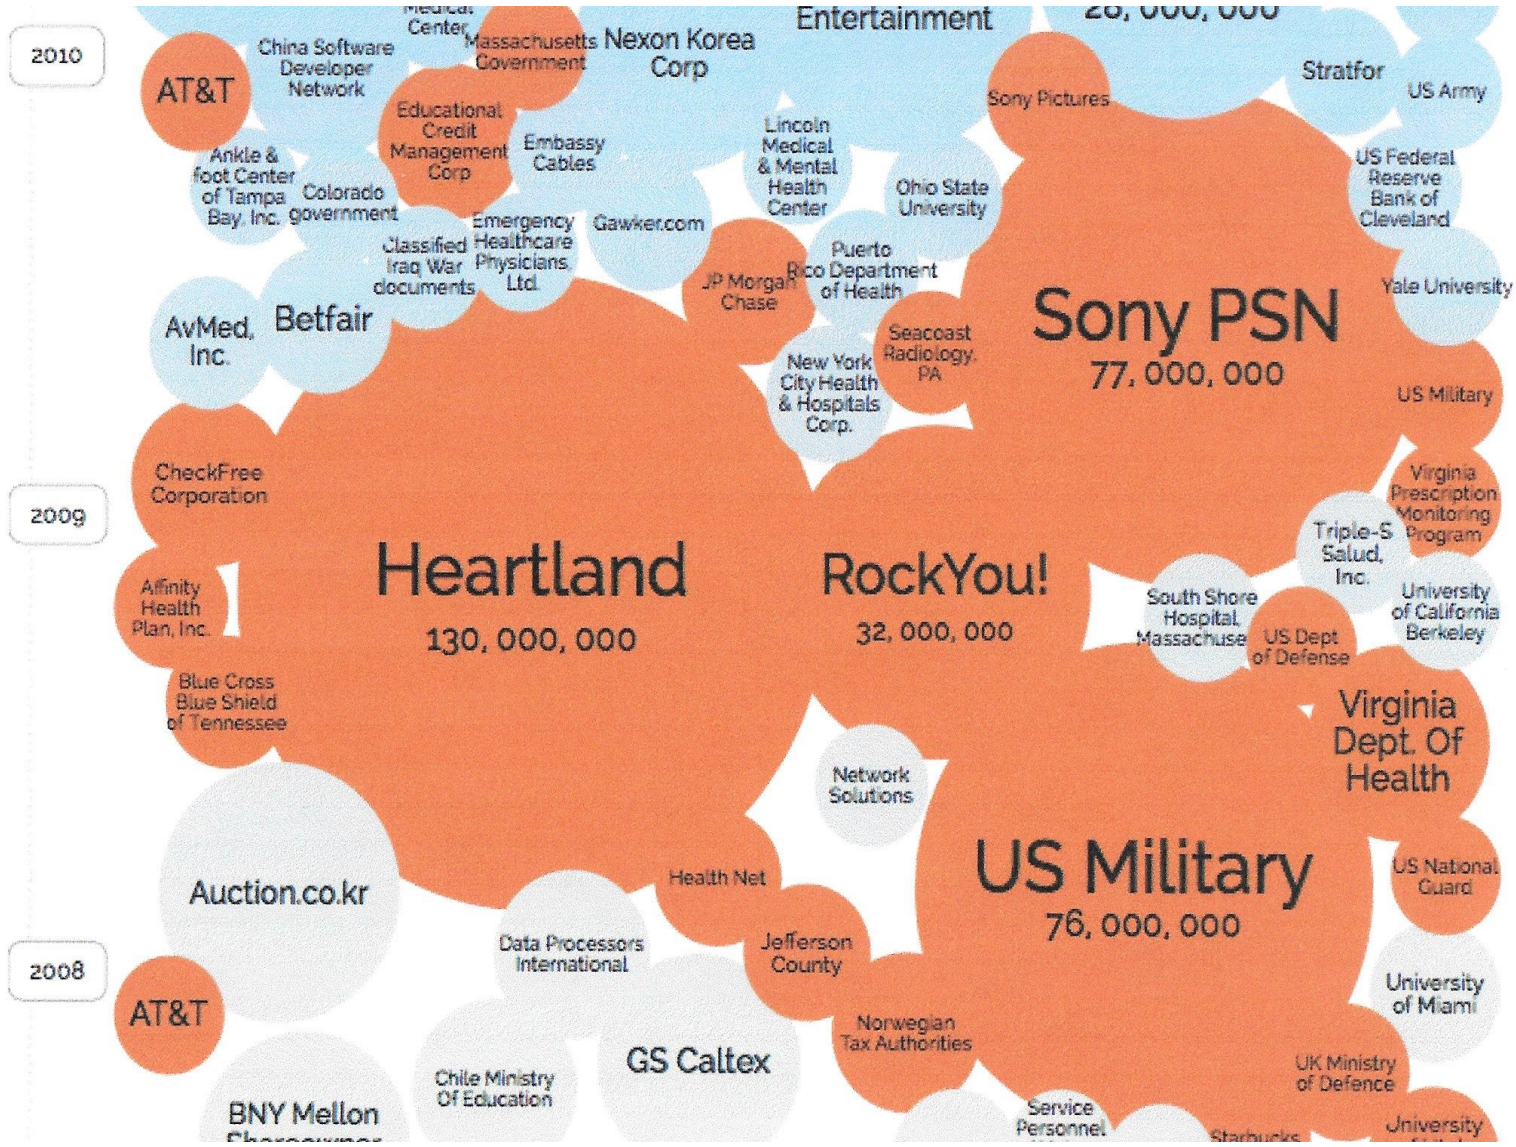 2010
AT&T
China Software
Developer
Network
Medical
Center
Massachusetts
Government
Nexon Korea
Corp
Entertainment
28, 000, 000
Sony Pictures
Stratfor
US Army
Educational
Credit
Management
Corp
Embassy
Cables
Lincoln
Medical
& Mental
Health
Center
Ohio State
University
US Federal
Reserve
Bank of
Cleveland
Ankle &
foot Center
of Tampa
Bay, Inc.
Colorado
government
Classified
Iraq War
documents
Emergency
Healthcare
Physicians,
Ltd.
Gawker.com
JP Morgan
Chase
Puerto
Rico Department
of Health
Yale University
AvMed,
Inc.
Betfair
New York
City Health
& Hospitals
Corp.
Seacoast
Radiology,
PA
Sony PSN
77, 000, 000
US Military
CheckFree
Corporation
2009
Virginia
Prescription
Monitoring
Program
Triple-S
Salud,
Inc.
Heartland
130, 000, 000
RockYou!
32, 000, 000
Affinity
Health
Plan, Inc.
South Shore
Hospital,
Massachuse
US Dept
of Defense
University
of California
Berkeley
Blue Cross
Blue Shield
of Tennessee
Virginia
Dept. Of
Health
Network
Solutions
US Military
76, 000, 000
US National
Guard
Auction.co.kr
Health Net
Data Processors
International
Jefferson
County
2008
AT&T
University
of Miami
Norwegian
Tax Authorities
GS Caltex
Chile Ministry
Of Education
UK Ministry
of Defence
BNY Mellon
Shareowner
Service
Personnel
Starbucks
University